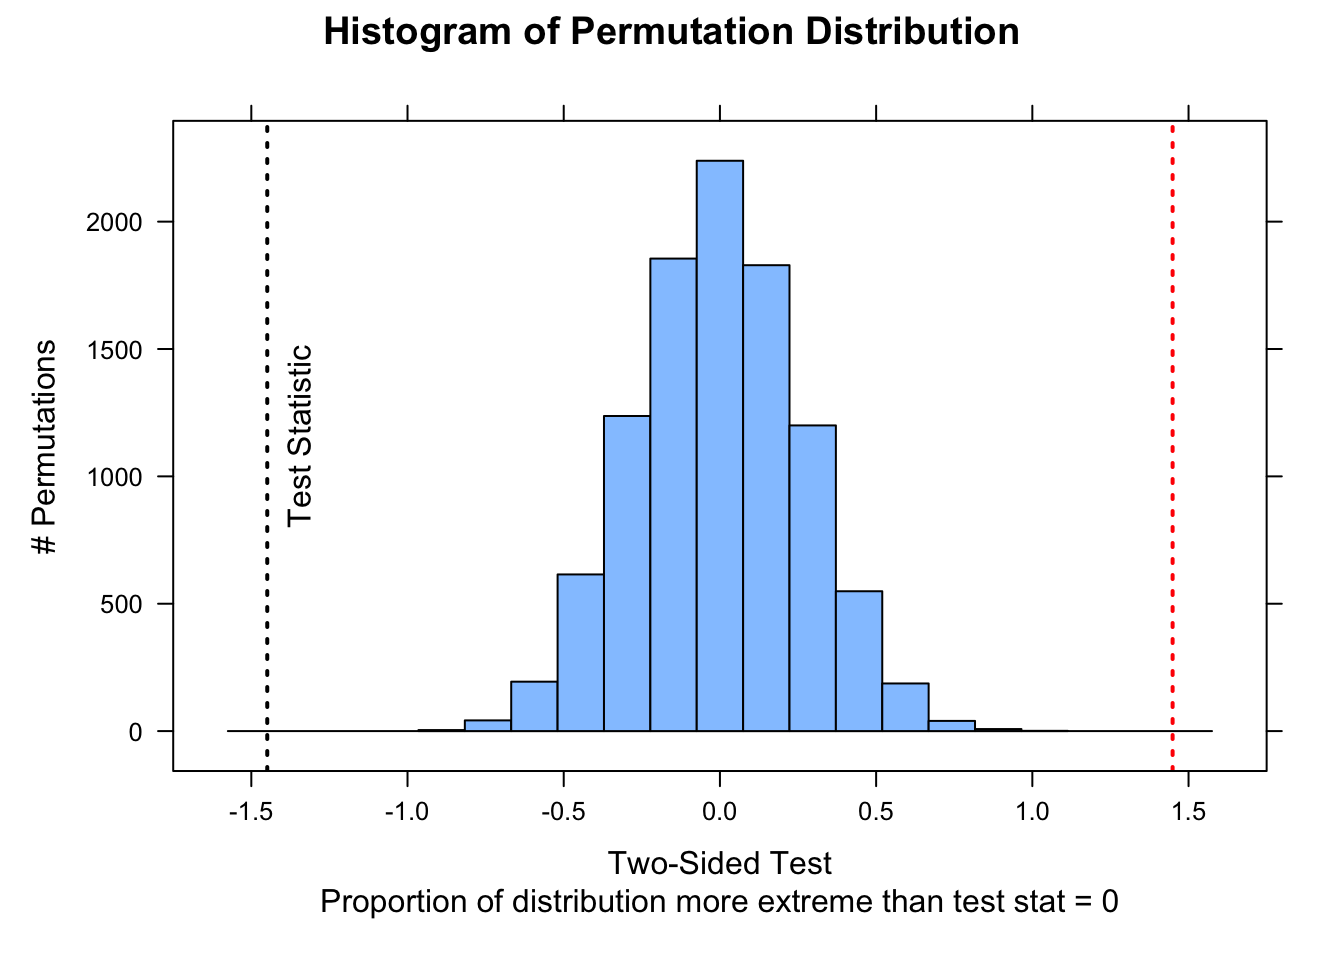 Histogram of Permutation Distribution
2000
1500
1000
500
0
# Permutations
Test Statistic
-1.5 -1.0 -0.5 0.0 0.5 1.0 1.5
Two-Sided Test
Proportion of distribution more extreme than test stat = 0